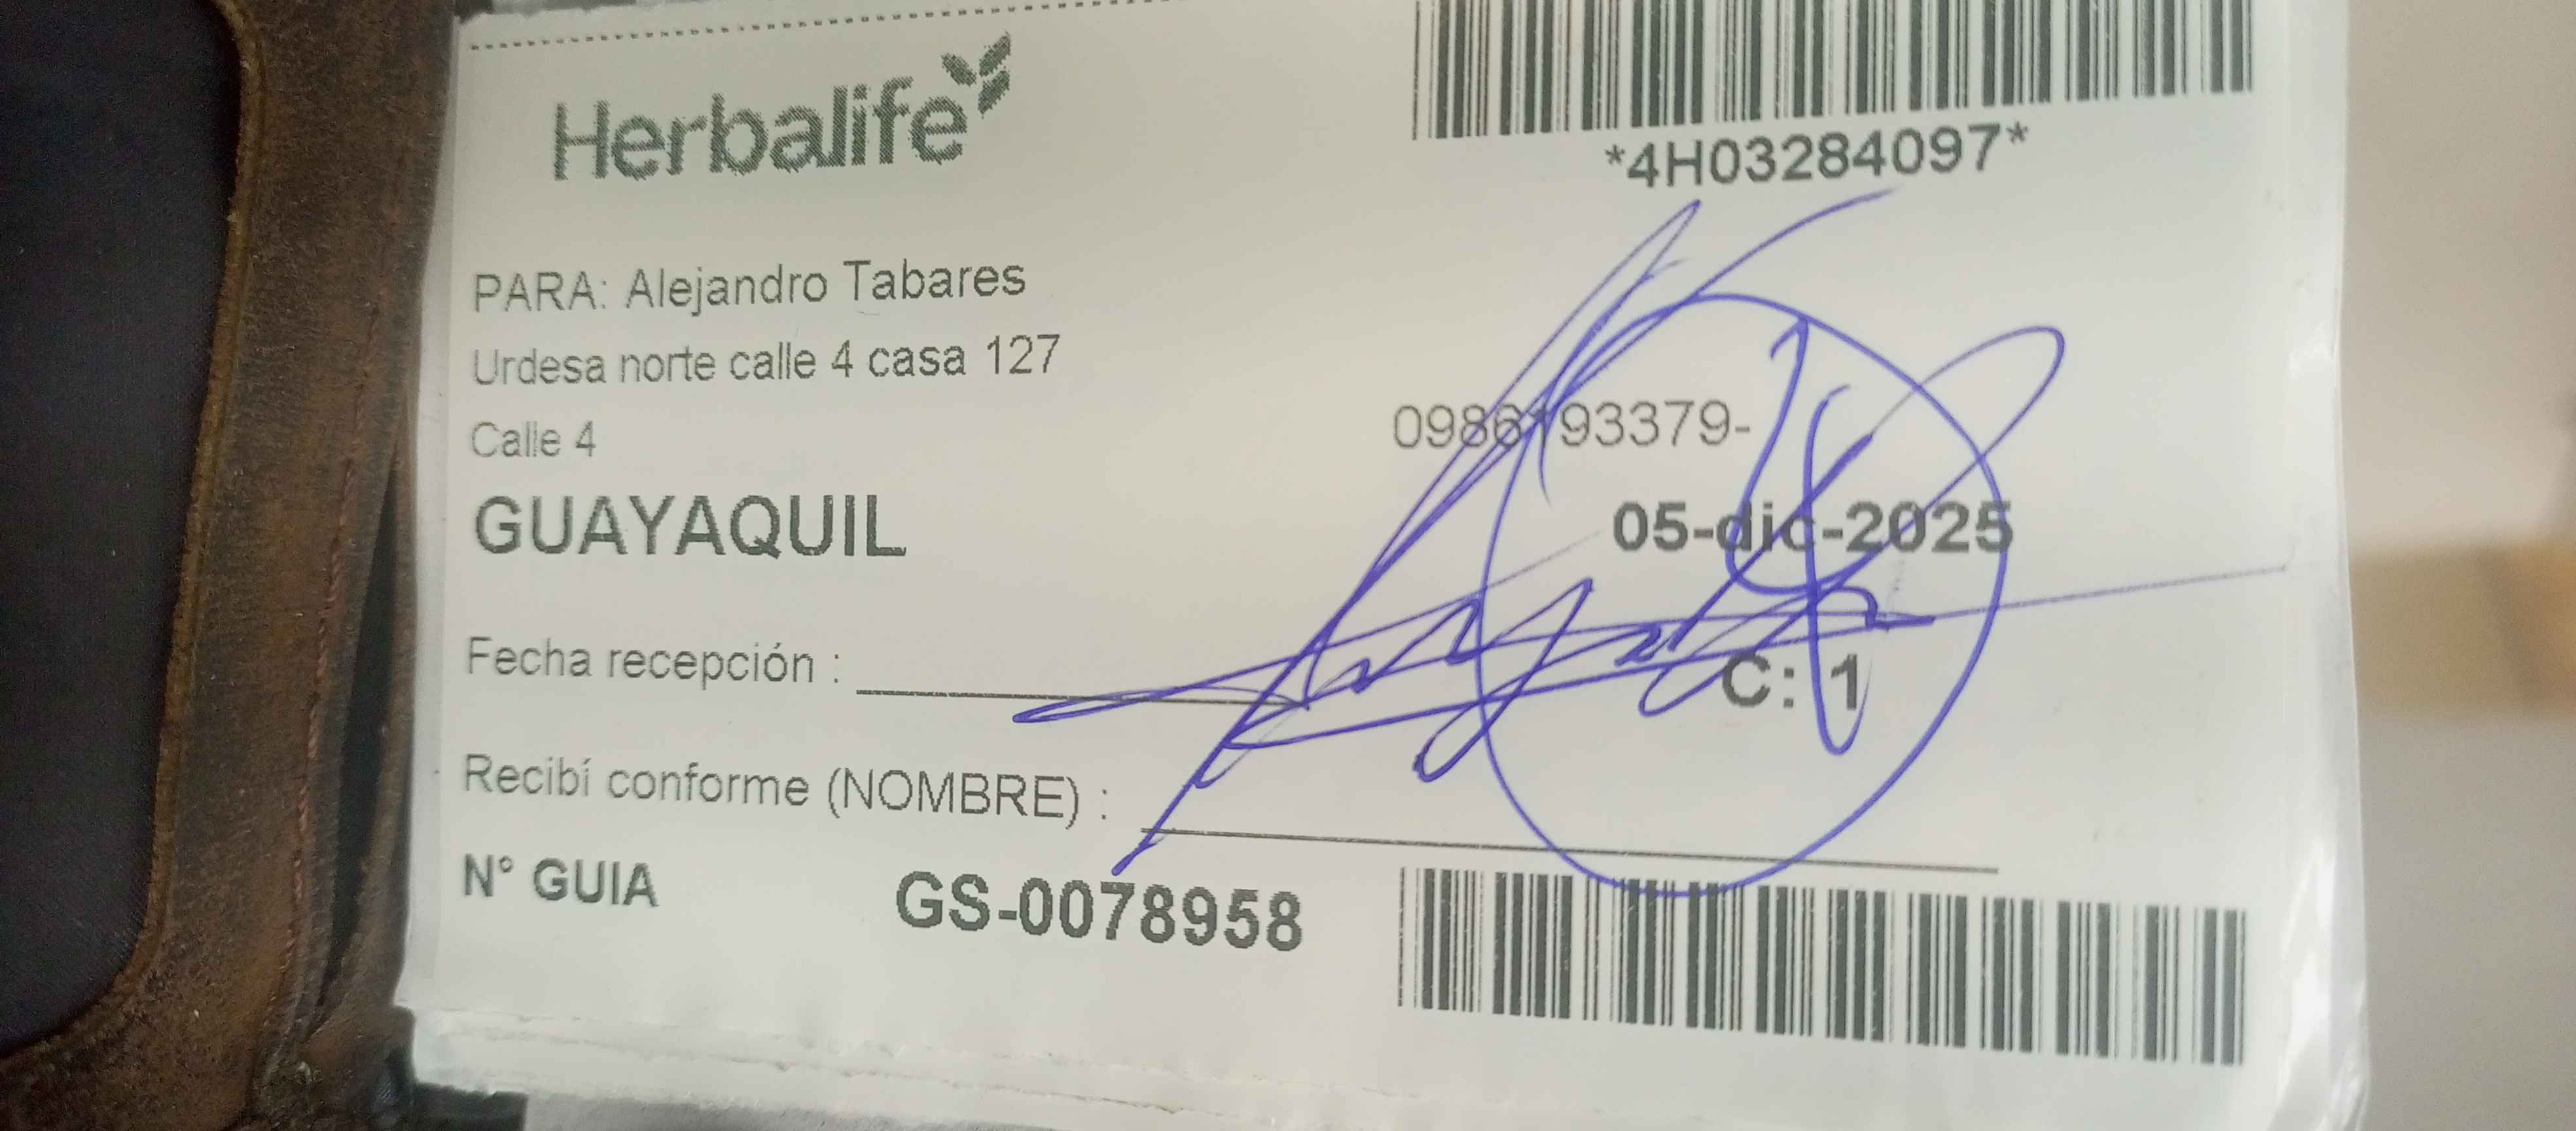 Herbalife
*4H03284097*
PARA: Alejandro Tabares
Urdesa norte calle 4 casa 127
Calle 4
0986193379-
GUAYAQUIL
05-dic-2025
Fecha recepción :
C: 1
Recibí conforme (NOMBRE) :
N° GUIA GS-0078958